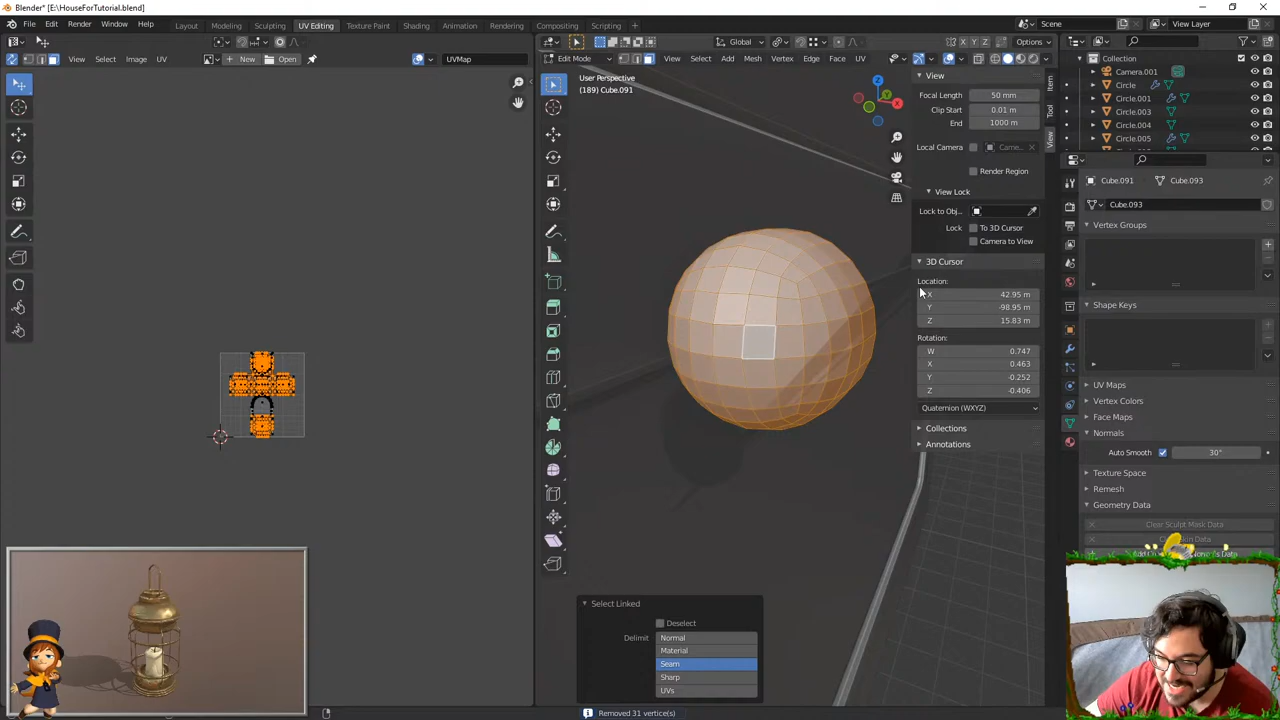 Blender* [E:\HouseForTutorial.blend]
File Edit Render Window Help Layout Modeling Sculpting UV Editing Texture Paint Shading Animation Rendering Compositing Scripting Scene View Layer
Global Options
View Select Image UV New Open UVMap Edit Mode View Select Add Mesh Vertex Edge Face UV
User Perspective
(189) Cube.091
View
Focal Length 50 mm
Clip Start 0.01 m
End 1000 m
Local Camera Came...
Render Region
View Lock
Lock to Obj...
Lock To 3D Cursor
Camera to View
3D Cursor
Location:
X 42.95 m
Y -98.95 m
Z 15.83 m
Rotation:
W 0.747
X 0.463
Y -0.252
Z -0.406
Quaternion (WXYZ)
Collections
Annotations
Item
Tool
View
Collection
Camera.001
Circle
Circle.001
Circle.003
Circle.004
Circle.005
Cube.091 Cube.093
Cube.093
Vertex Groups
Shape Keys
UV Maps
Vertex Colors
Face Maps
Normals
Auto Smooth 30°
Texture Space
Remesh
Geometry Data
Clear Sculpt Mask Data
Select Linked
Deselect
Delimit Normal
Material
Seam
Sharp
UVs
Removed 31 vertice(s)